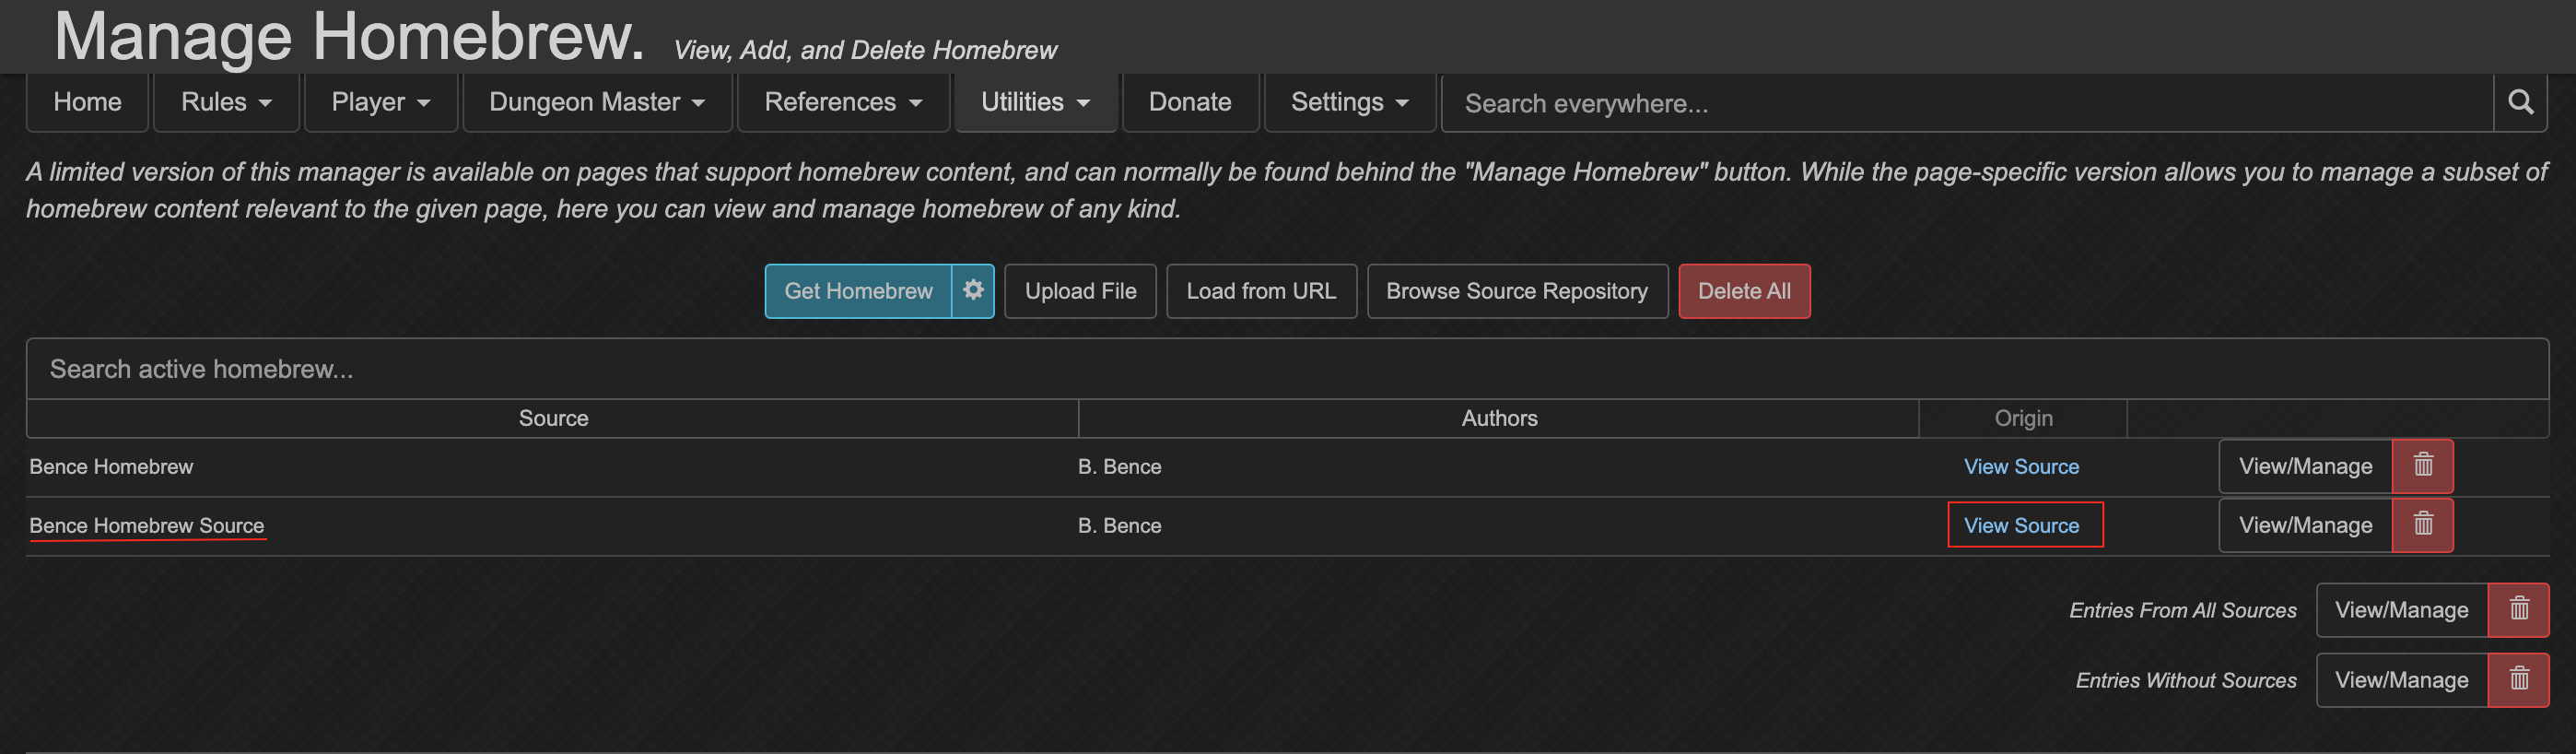 Manage Homebrew. View, Add, and Delete Homebrew
Home Rules Player Dungeon Master References Utilities Donate Settings Search everywhere...
A limited version of this manager is available on pages that support homebrew content, and can normally be found behind the "Manage Homebrew" button. While the page-specific version allows you to manage a subset of
homebrew content relevant to the given page, here you can view and manage homebrew of any kind.
Get Homebrew Upload File Load from URL Browse Source Repository Delete All
Search active homebrew...
Source Authors Origin
Bence Homebrew B. Bence View Source View/Manage
Bence Homebrew Source B. Bence View Source View/Manage
Entries From All Sources View/Manage
Entries Without Sources View/Manage